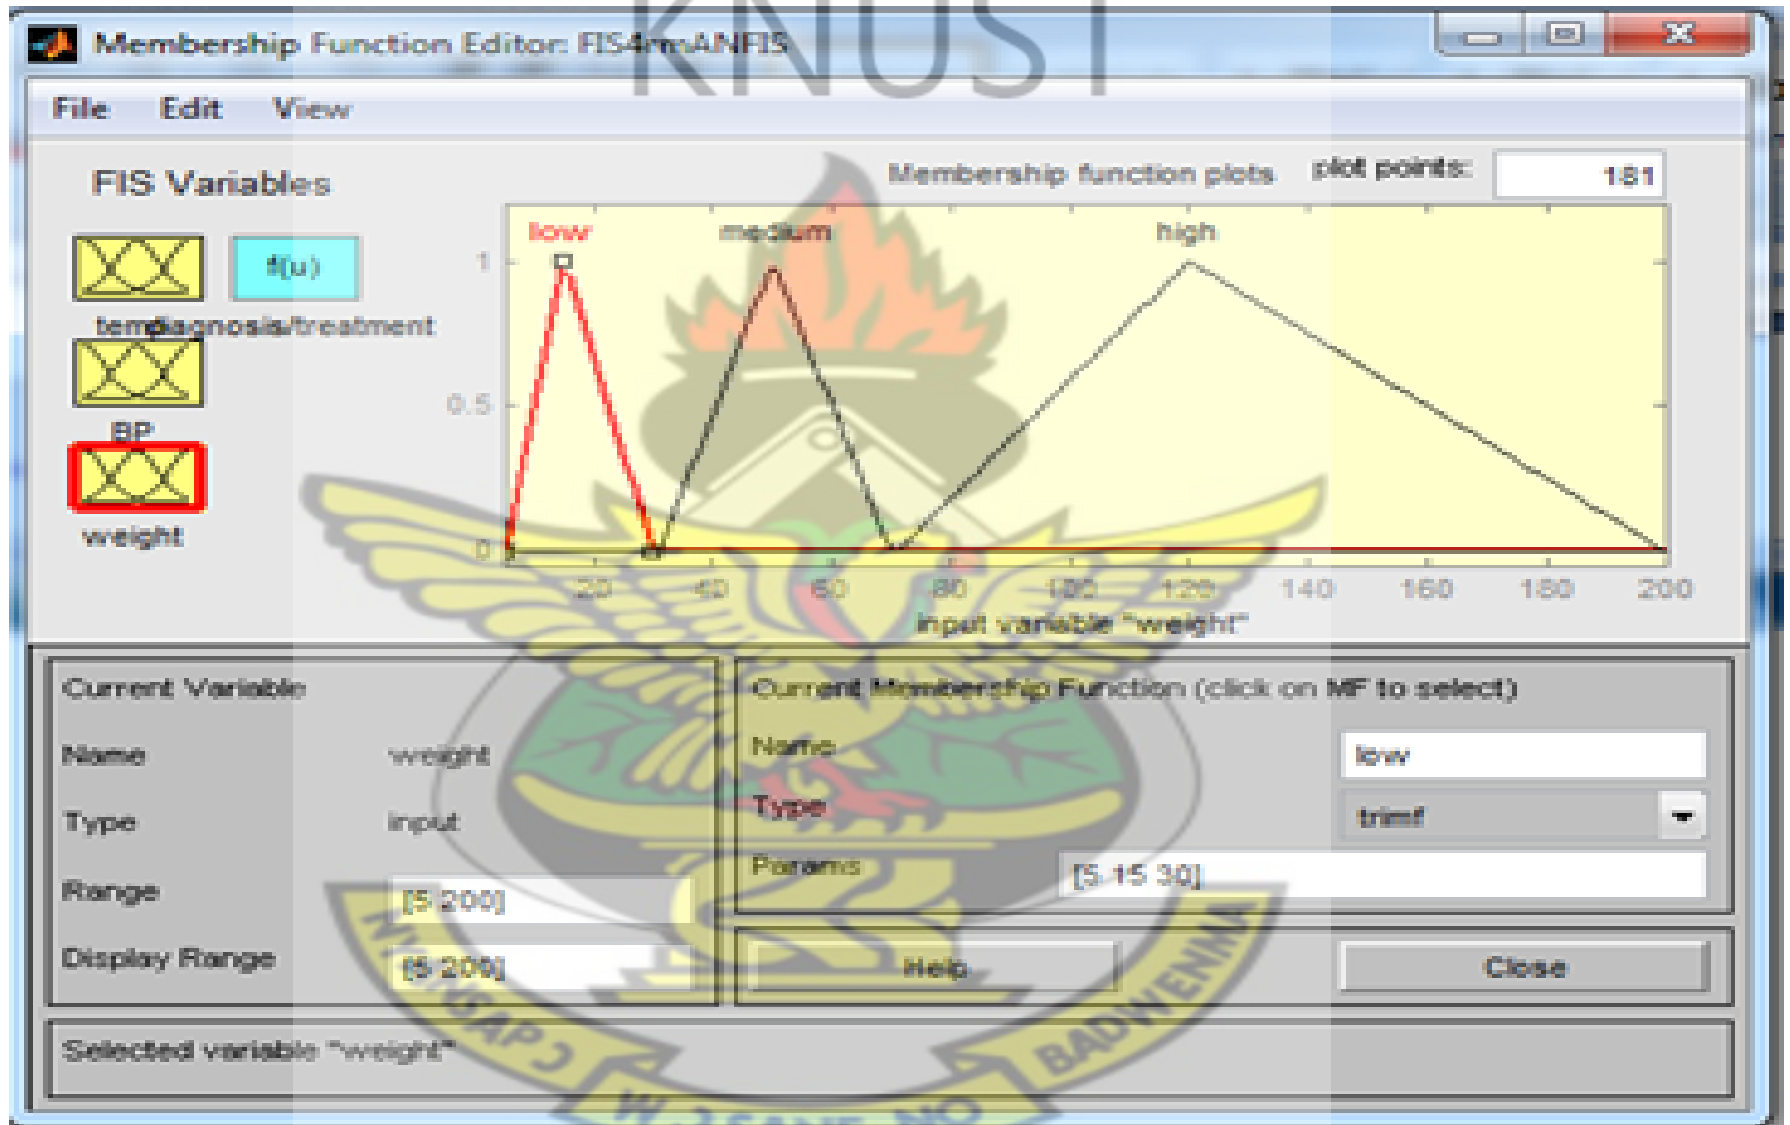 KNUST
Membership Function Editor: FIS4rmANFIS
File Edit View
FIS Variables
Membership function plots
plot points:
181
f(u)
low
medium
high
1
0.5
0
diagnosis/treatment
BP
weight
20 40 60 80 100 120 140 160 180 200
input variable "weight"
Current Variable
Name weight
Type input
Range [5 200]
Display Range [5 200]
Current Membership Function (click on MF to select)
Name low
Type trimf
Params [5 15 30]
Help
Close
Selected variable "weight"
NO
BADWENMA